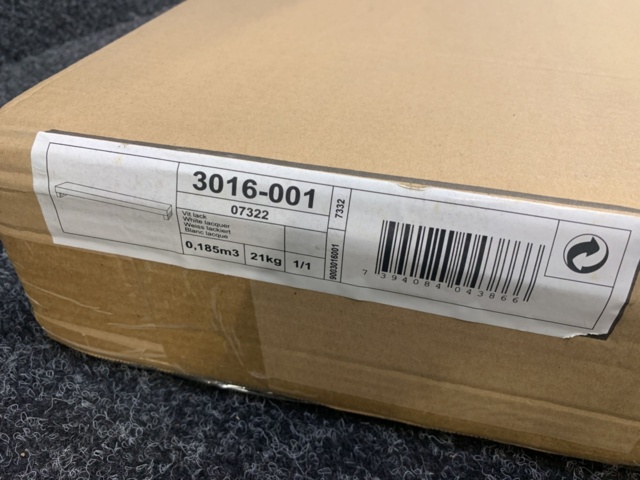 3016-001
07322
Vit lack
White lacquer
Weiss lackiert
Blanc lacque
0,185m3 21kg 1/1
7332
9003016001
7 394084 043866